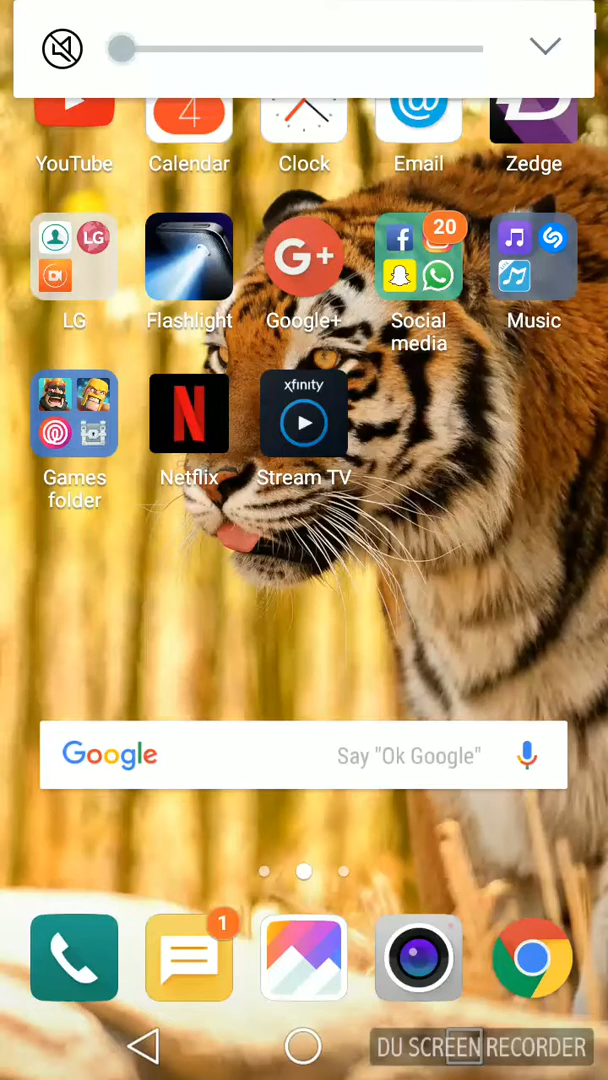 4
YouTube
Calendar
Clock
Email
Zedge
LG
G+
20
LG
Flashlight
Google+
Social
media
Music
N
xfinity
Games
folder
Netflix
Stream TV
Google
Say "Ok Google"
1
DU SCREEN RECORDER